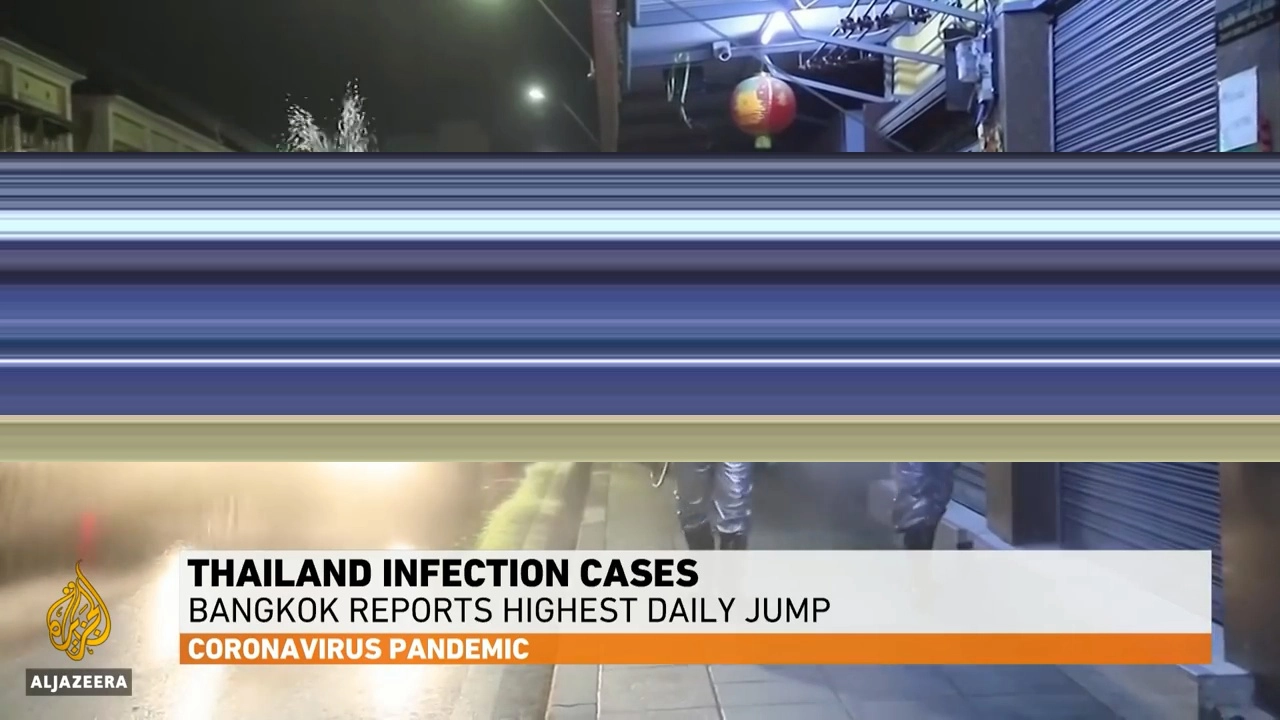 THAILAND INFECTION CASES
BANGKOK REPORTS HIGHEST DAILY JUMP
CORONAVIRUS PANDEMIC
ALJAZEERA